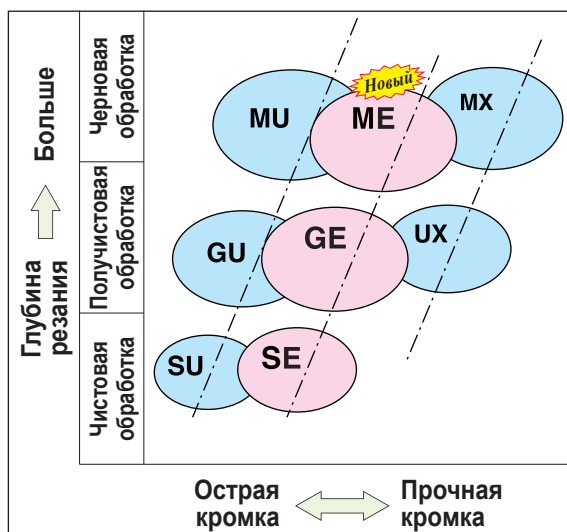 Больше
Глубина
резания
Черновая
обработка
Получистовая
обработка
Чистовая
обработка
Новый
MU
ME
MX
GU
GE
UX
SU
SE
Острая
кромка
Прочная
кромка